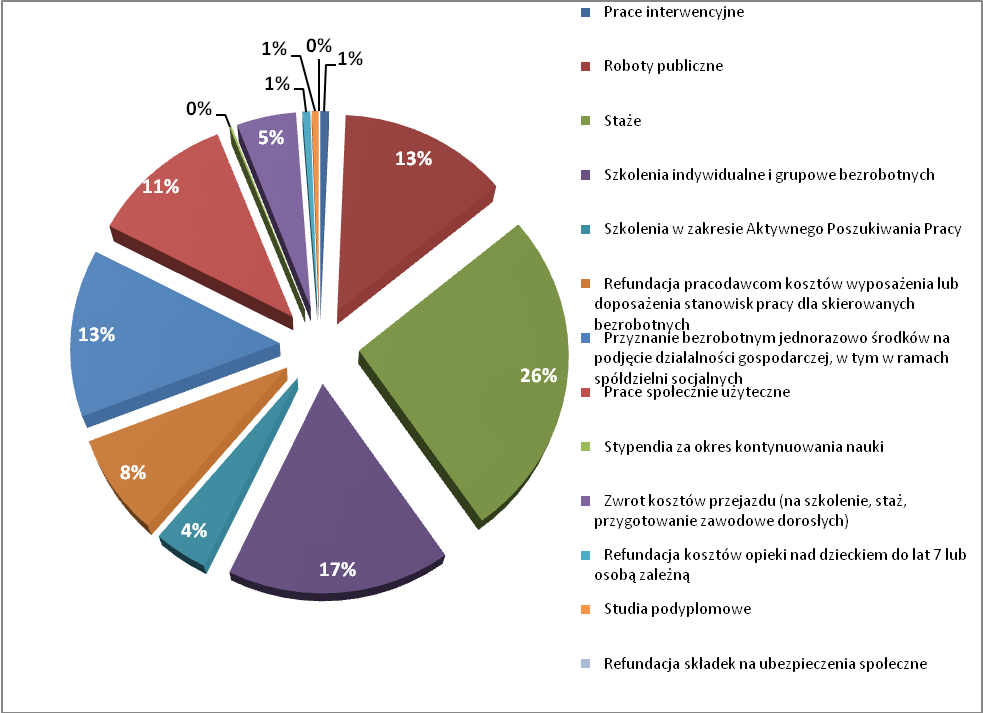 1%
0%
1%
1%
0%
5%
13%
11%
26%
13%
8%
4%
17%
Prace interwencyjne
Roboty publiczne
Staże
Szkolenia indywidualne i grupowe bezrobotnych
Szkolenia w zakresie Aktywnego Poszukiwania Pracy
Refundacja pracodawcom kosztów wyposażenia lub
doposażenia stanowisk pracy dla skierowanych
bezrobotnych
Przyznanie bezrobotnym jednorazowo środków na
podjęcie działalności gospodarczej, w tym w ramach
spółdzielni socjalnych
Prace społecznie użyteczne
Stypendia za okres kontynuowania nauki
Zwrot kosztów przejazdu (na szkolenie, staż,
przygotowanie zawodowe dorosłych)
Refundacja kosztów opieki nad dzieckiem do lat 7 lub
osobą zależną
Studia podyplomowe
Refundacja składek na ubezpieczenia społeczne